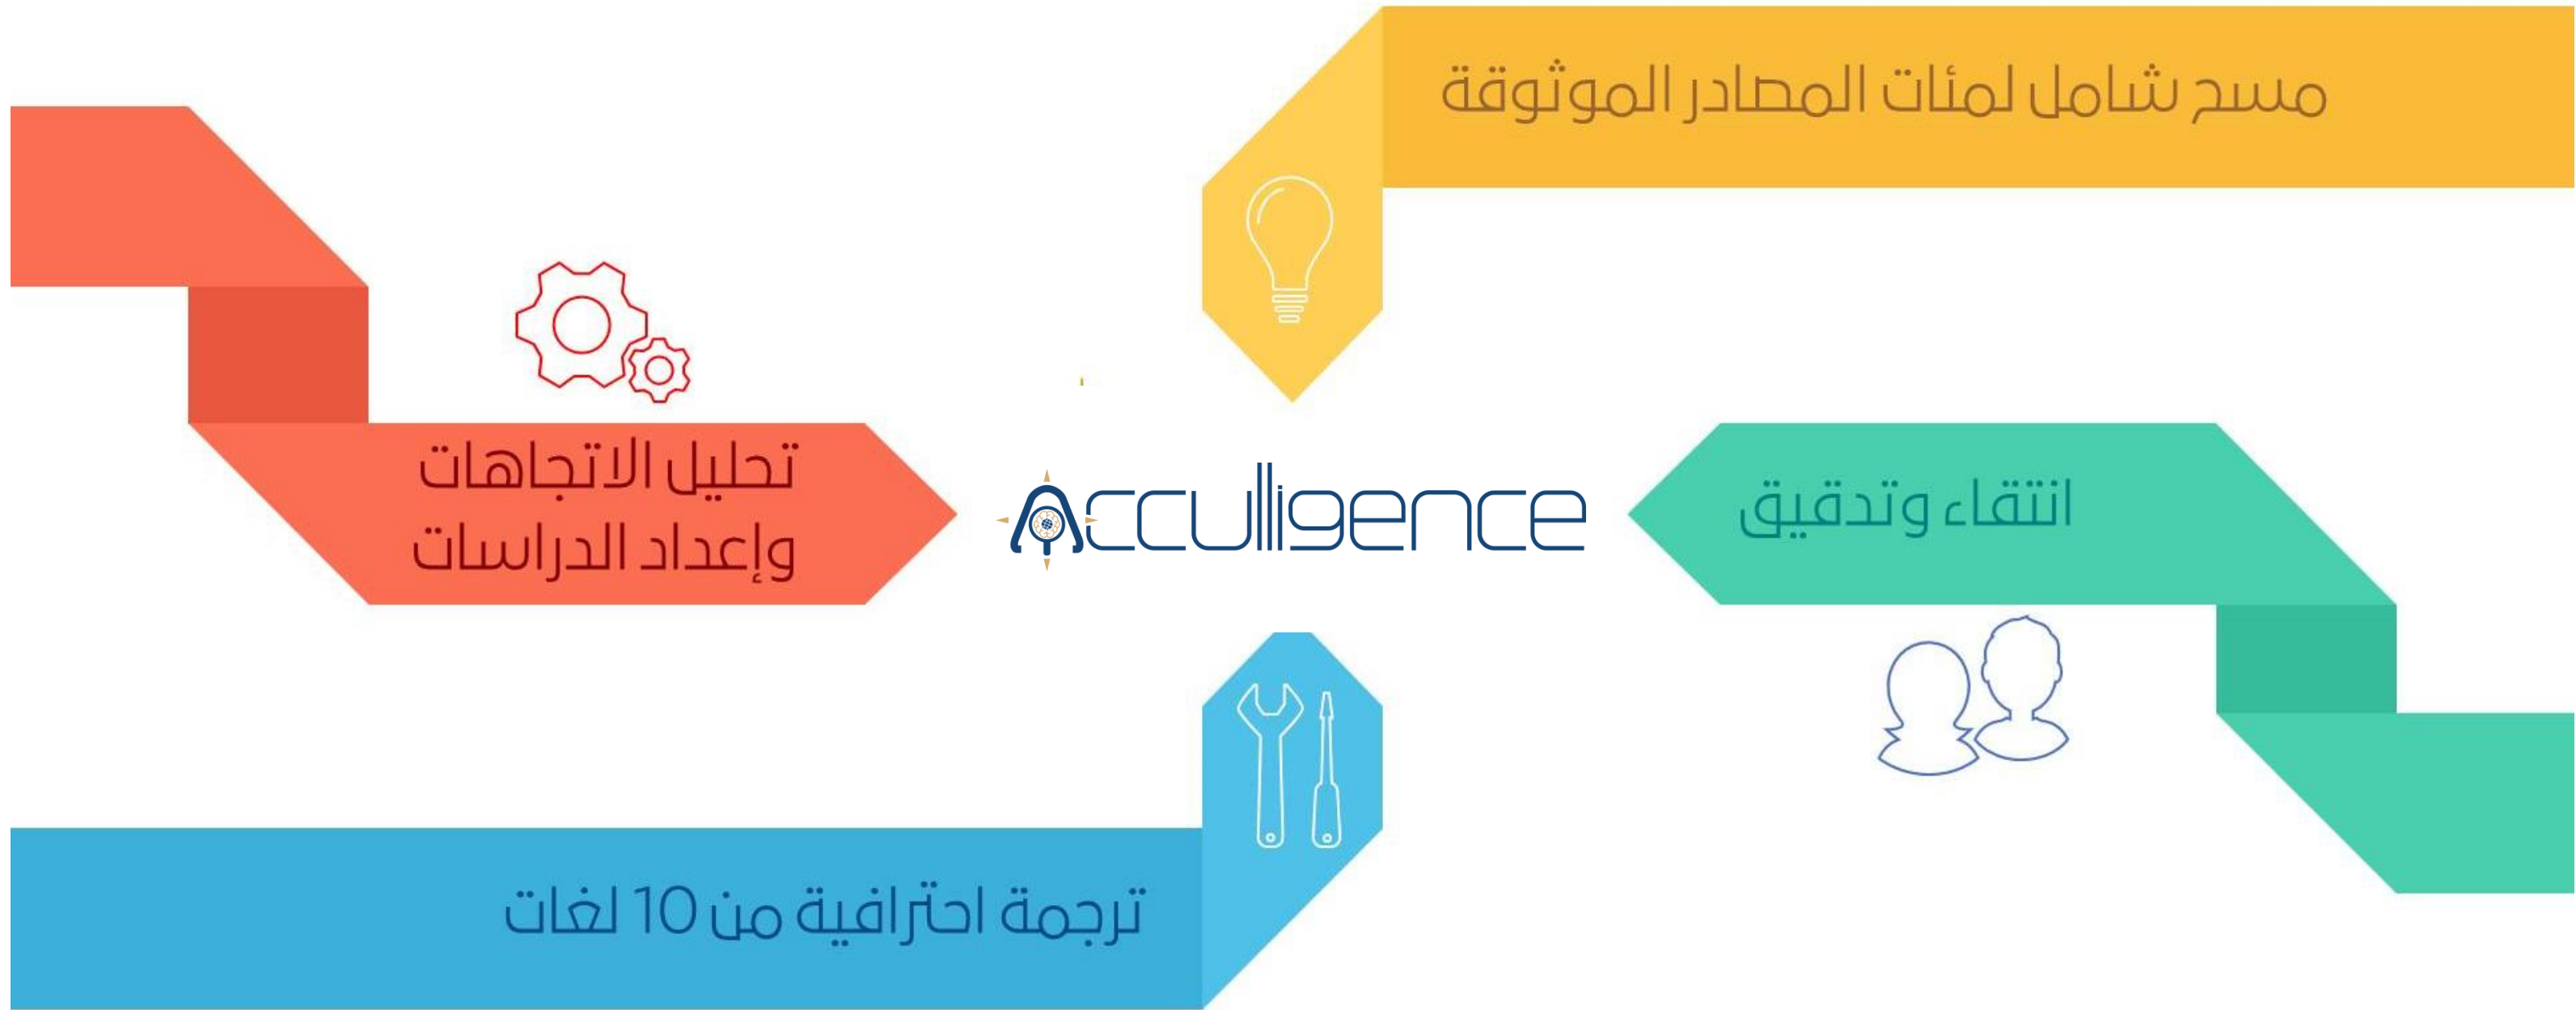 مسح شامل لمئات المصادر الموثوقة
انتقاء وتدقيق
Acculligence
تحليل الاتجاهات
وإعداد الدراسات
ترجمة احترافية من 10 لغات